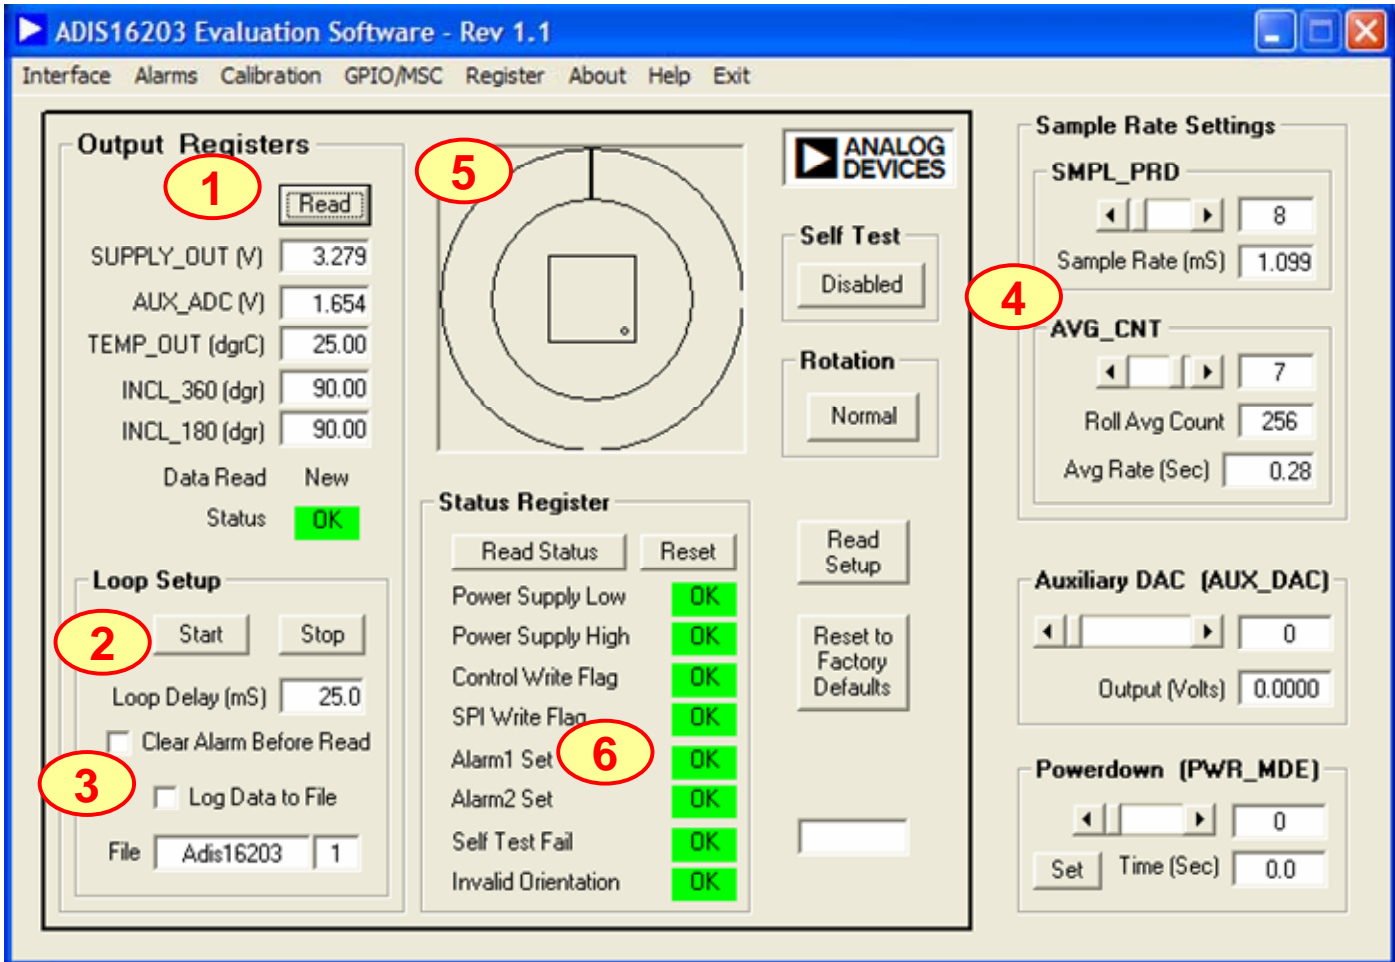 ADIS16203 Evaluation Software - Rev 1.1
Interface Alarms Calibration GPIO/MSC Register About Help Exit
Output Registers
1
Read
SUPPLY_OUT (V) 3.279
AUX_ADC (V) 1.654
TEMP_OUT (dgrC) 25.00
INCL_360 (dgr) 90.00
INCL_180 (dgr) 90.00
Data Read New
Status OK
Loop Setup
2
Start Stop
Loop Delay (mS) 25.0
Clear Alarm Before Read
3
Log Data to File
File Adis16203 1
5
Status Register
Read Status Reset
Power Supply Low OK
Power Supply High OK
Control Write Flag OK
SPI Write Flag OK
6
Alarm1 Set OK
Alarm2 Set OK
Self Test Fail OK
Invalid Orientation OK
ANALOG
DEVICES
Self Test
Disabled
Rotation
Normal
Read
Setup
Reset to
Factory
Defaults
Sample Rate Settings
SMPL_PRD
8
Sample Rate (mS) 1.099
4
AVG_CNT
7
Roll Avg Count 256
Avg Rate (Sec) 0.28
Auxiliary DAC (AUX_DAC)
0
Output (Volts) 0.0000
Powerdown (PWR_MDE)
0
Set Time (Sec) 0.0